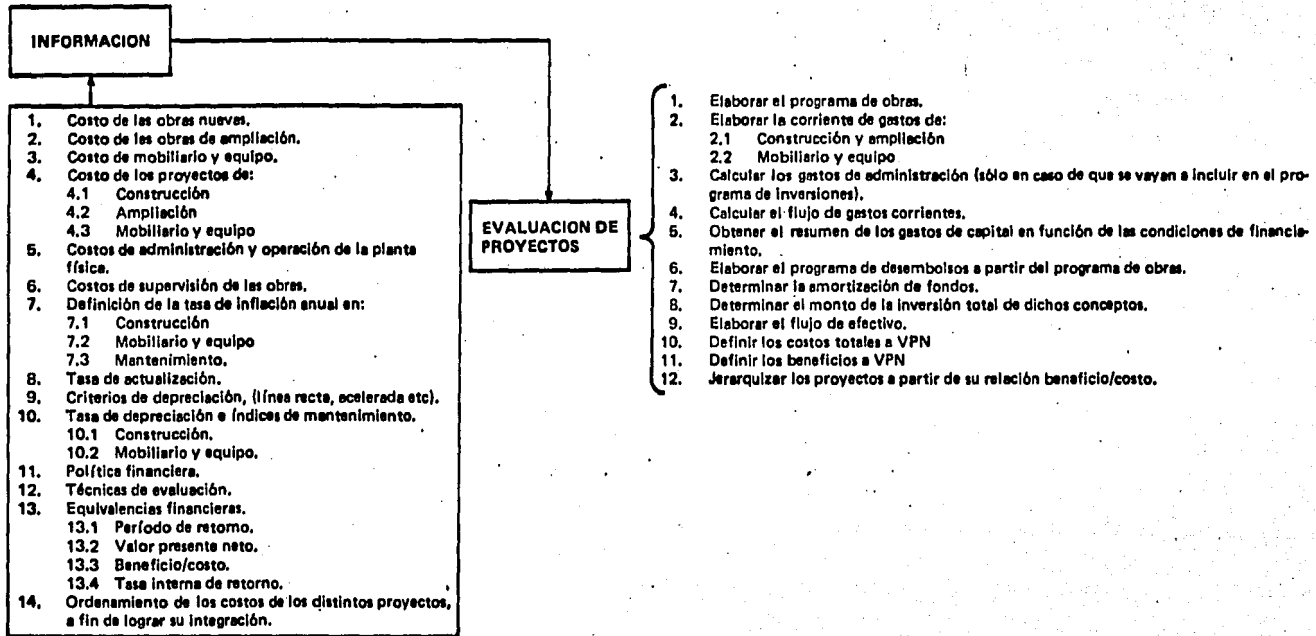 INFORMACION
1. Costo de las obras nuevas.
2. Costo de las obras de ampliación.
3. Costo de mobiliario y equipo.
4. Costo de los proyectos de:
4.1 Construcción
4.2 Ampliación
4.3 Mobiliario y equipo
5. Costos de administración y operación de la planta
física.
6. Costos de supervisión de las obras.
7. Definición de la tasa de inflación anual en:
7.1 Construcción
7.2 Mobiliario y equipo
7.3 Mantenimiento.
8. Tasa de actualización.
9. Criterios de depreciación, (línea recta, acelerada etc).
10. Tasa de depreciación e índices de mantenimiento.
10.1 Construcción.
10.2 Mobiliario y equipo.
11. Política financiera.
12. Técnicas de evaluación.
13. Equivalencias financieras.
13.1 Período de retorno.
13.2 Valor presente neto.
13.3 Beneficio/costo.
13.4 Tasa interna de retorno.
14. Ordenamiento de los costos de los distintos proyectos,
a fin de lograr su integración.
EVALUACION DE
PROYECTOS
1. Elaborar el programa de obras.
2. Elaborar la corriente de gastos de:
2.1 Construcción y ampliación
2.2 Mobiliario y equipo
3. Calcular los gastos de administración (sólo en caso de que se vayan a incluir en el pro-
grama de inversiones).
4. Calcular el flujo de gastos corrientes.
5. Obtener el resumen de los gastos de capital en función de las condiciones de financia-
miento.
6. Elaborar el programa de desembolsos a partir del programa de obras.
7. Determinar la amortización de fondos.
8. Determinar el monto de la inversión total de dichos conceptos.
9. Elaborar el flujo de efectivo.
10. Definir los costos totales a VPN
11. Definir los beneficios a VPN
12. Jerarquizar los proyectos a partir de su relación beneficio/costo.